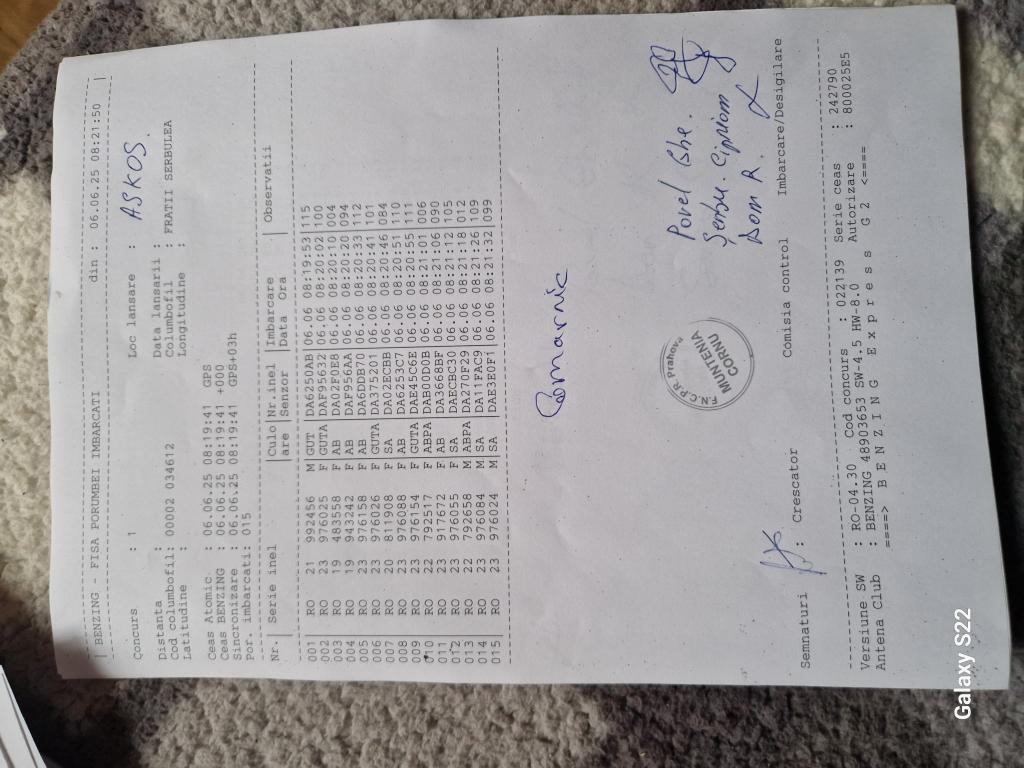 | BENZING - FISA PORUMBEI IMBARCATI din : 06.06.25 08:21:50 |
Concurs : 1 Loc lansare : ASKOS.
Distanta : Data lansarii :
Cod columbofil: 00002 034612 Columbofil : FRATII SERBULEA
Latitudine : Longitudine :
Ceas Atomic : 06.06.25 08:19:41 GPS
Ceas BENZING : 06.06.25 08:19:41 +000
Sincronizare : 06.06.25 08:19:41 GPS+03h
Por. imbarcati: 015
Nr.| Serie inel |Culo|Nr.inel |Imbarcare | Observatii
|are |Senzor |Data Ora |
001 | RO 21 992456 M|GUT |DA6250AB|06.06 08:19:53|115
002 | RO 23 976025 F|GUTA|DAF95632|06.06 08:20:02|100
003 | RO 19 483558 F|AB |DA02F0E8|06.06 08:20:10|004
004 | RO 19 943242 F|AB |DAF956AA|06.06 08:20:20|094
005 | RO 23 976158 F|AB |DA6DDB70|06.06 08:20:33|112
006 | RO 23 976026 F|GUTA|DA375201|06.06 08:20:41|101
007 | RO 20 811908 F|SA |DA02ECBB|06.06 08:20:46|084
008 | RO 23 976088 F|AB |DA6253C7|06.06 08:20:51|110
009 | RO 23 976154 F|GUTA|DAE45C6E|06.06 08:20:55|111
010 | RO 22 792517 F|ABPA|DAB00D0B|06.06 08:21:01|006
011 | RO 23 917672 F|AB |DA3668BF|06.06 08:21:06|090
012 | RO 23 976055 F|SA |DAECBC30|06.06 08:21:12|105
013 | RO 22 792658 M|ABPA|DA270F29|06.06 08:21:18|012
014 | RO 23 976084 M|SA |DA11FAC9|06.06 08:21:26|109
015 | RO 23 976024 M|SA |DAE3E0F1|06.06 08:21:32|1099
Comarnic
F.N.C.P.R. Prahova
MUNTENIA
CORNU
Pavel Ghe.
Serbu. Ciprian
Dom R.
Semnaturi : Crescator Comisia control Imbarcare/Desigilare
Versiune SW : RO-04.30 Cod concurs : 022139 Serie ceas : 242790
Antena Club : BENZING 48903653 SW-4.5 HW-8.0 Autorizare : 800025E5
====> B E N Z I N G E x p r e s s G 2 <====
Galaxy S22